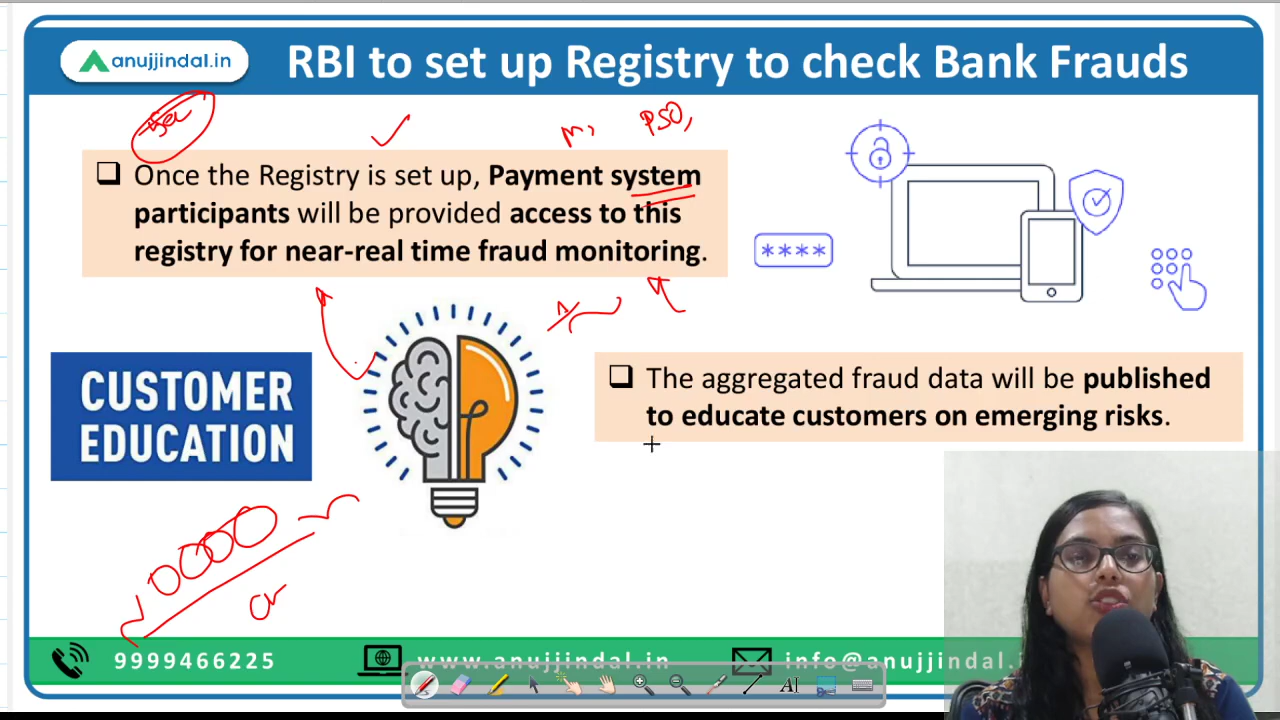 anujjindal.in
RBI to set up Registry to check Bank Frauds
PSO,
❑ Once the Registry is set up, Payment system
participants will be provided access to this
registry for near-real time fraud monitoring.
****
CUSTOMER
EDUCATION
❑ The aggregated fraud data will be published
to educate customers on emerging risks.
9999466225
www.anujjindal.in
info@anujjindal.i
AI